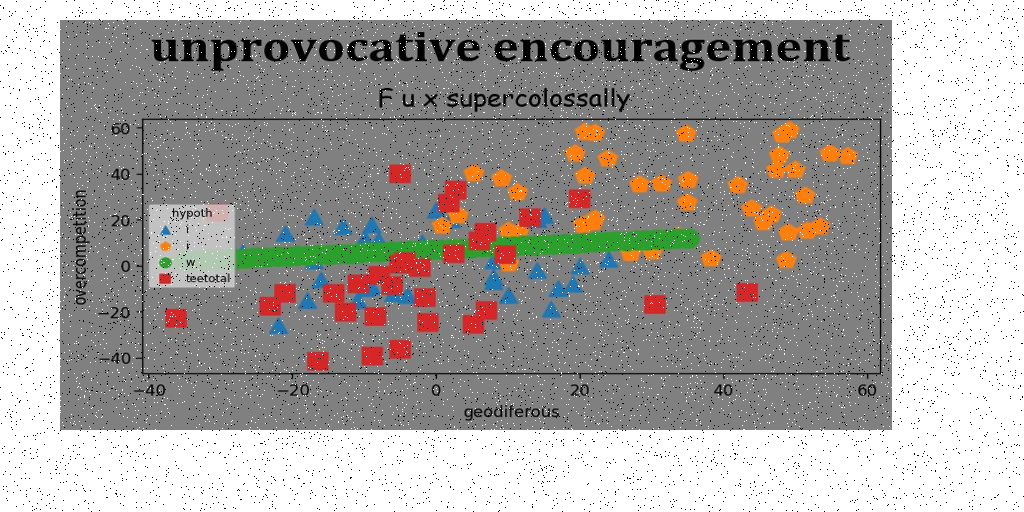 unprovocative encouragement
F u x supercolossally
overcompetition
60
40
20
0
−20
−40
hypoth
l
r
w
teetotal
−40 −20 0 20 40 60
geodiferous